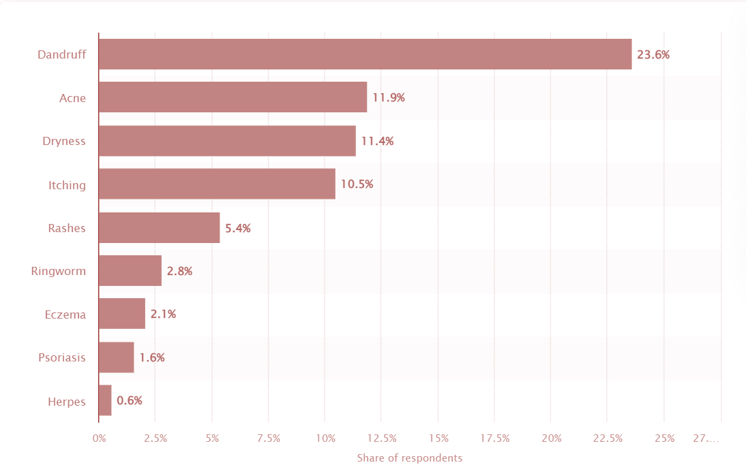 Dandruff 23.6%
Acne 11.9%
Dryness 11.4%
Itching 10.5%
Rashes 5.4%
Ringworm 2.8%
Eczema 2.1%
Psoriasis 1.6%
Herpes 0.6%
0% 2.5% 5% 7.5% 10% 12.5% 15% 17.5% 20% 22.5% 25% 27.…
Share of respondents